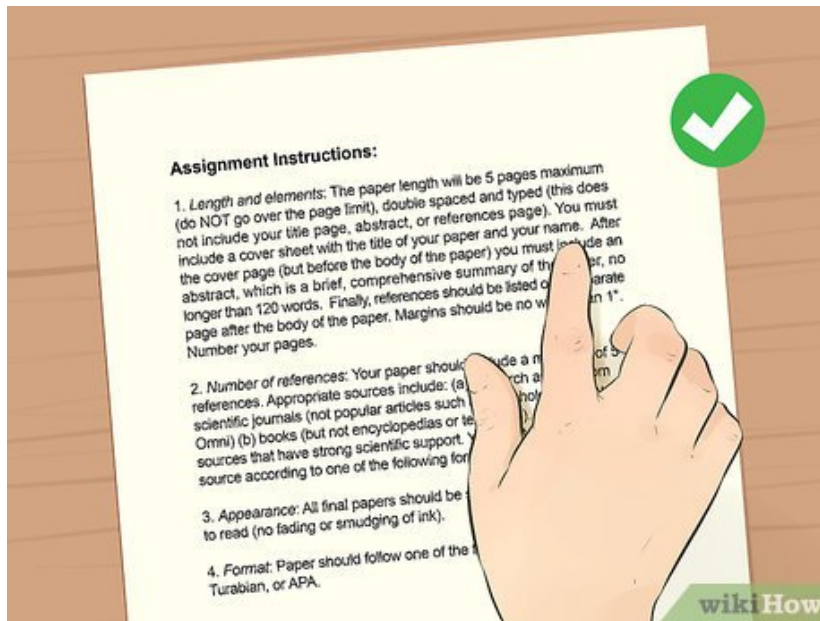 Assignment Instructions:
1. Length and elements: The paper length will be 5 pages maximum
(do NOT go over the page limit), double spaced and typed (this does
not include your title page, abstract, or references page). You must
include a cover sheet with the title of your paper and your name. After
the cover page (but before the body of the paper) you must include an
abstract, which is a brief, comprehensive summary of the no
longer than 120 words. Finally, references should be listed
page after the body of the paper. Margins should be no 1".
Number your pages.
2. Number of references: Your paper should a of 5
references. Appropriate sources include: (a)
scientific journals (not popular articles such
Omni) (b) books (but not encyclopedias or
sources that have strong scientific support.
source according to one of the following
3. Appearance: All final papers should be
to read (no fading or smudging of ink).
4. Format: Paper should follow one of the
Turabian, or APA.
wikiHow